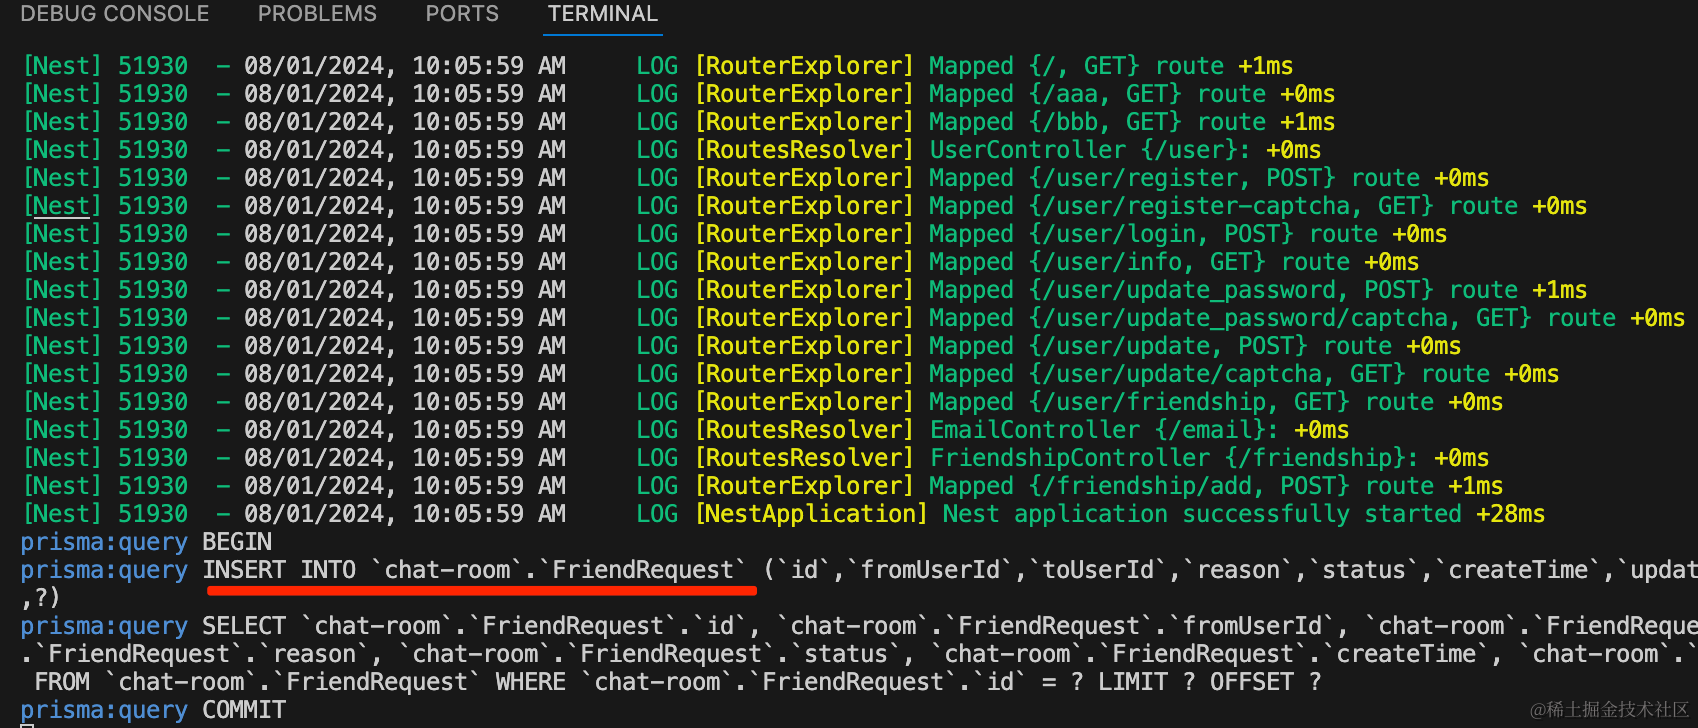 DEBUG CONSOLE PROBLEMS PORTS TERMINAL
[Nest] 51930 - 08/01/2024, 10:05:59 AM LOG [RouterExplorer] Mapped {/, GET} route +1ms
[Nest] 51930 - 08/01/2024, 10:05:59 AM LOG [RouterExplorer] Mapped {/aaa, GET} route +0ms
[Nest] 51930 - 08/01/2024, 10:05:59 AM LOG [RouterExplorer] Mapped {/bbb, GET} route +1ms
[Nest] 51930 - 08/01/2024, 10:05:59 AM LOG [RoutesResolver] UserController {/user}: +0ms
[Nest] 51930 - 08/01/2024, 10:05:59 AM LOG [RouterExplorer] Mapped {/user/register, POST} route +0ms
[Nest] 51930 - 08/01/2024, 10:05:59 AM LOG [RouterExplorer] Mapped {/user/register-captcha, GET} route +0ms
[Nest] 51930 - 08/01/2024, 10:05:59 AM LOG [RouterExplorer] Mapped {/user/login, POST} route +0ms
[Nest] 51930 - 08/01/2024, 10:05:59 AM LOG [RouterExplorer] Mapped {/user/info, GET} route +0ms
[Nest] 51930 - 08/01/2024, 10:05:59 AM LOG [RouterExplorer] Mapped {/user/update_password, POST} route +1ms
[Nest] 51930 - 08/01/2024, 10:05:59 AM LOG [RouterExplorer] Mapped {/user/update_password/captcha, GET} route +0ms
[Nest] 51930 - 08/01/2024, 10:05:59 AM LOG [RouterExplorer] Mapped {/user/update, POST} route +0ms
[Nest] 51930 - 08/01/2024, 10:05:59 AM LOG [RouterExplorer] Mapped {/user/update/captcha, GET} route +0ms
[Nest] 51930 - 08/01/2024, 10:05:59 AM LOG [RouterExplorer] Mapped {/user/friendship, GET} route +0ms
[Nest] 51930 - 08/01/2024, 10:05:59 AM LOG [RoutesResolver] EmailController {/email}: +0ms
[Nest] 51930 - 08/01/2024, 10:05:59 AM LOG [RoutesResolver] FriendshipController {/friendship}: +0ms
[Nest] 51930 - 08/01/2024, 10:05:59 AM LOG [RouterExplorer] Mapped {/friendship/add, POST} route +1ms
[Nest] 51930 - 08/01/2024, 10:05:59 AM LOG [NestApplication] Nest application successfully started +28ms
prisma:query BEGIN
prisma:query INSERT INTO `chat-room`.`FriendRequest` (`id`,`fromUserId`,`toUserId`,`reason`,`status`,`createTime`,`updat
,?)
prisma:query SELECT `chat-room`.`FriendRequest`.`id`, `chat-room`.`FriendRequest`.`fromUserId`, `chat-room`.`FriendReque
.`FriendRequest`.`reason`, `chat-room`.`FriendRequest`.`status`, `chat-room`.`FriendRequest`.`createTime`, `chat-room`.`
FROM `chat-room`.`FriendRequest` WHERE `chat-room`.`FriendRequest`.`id` = ? LIMIT ? OFFSET ?
prisma:query COMMIT
@稀土掘金技术社区